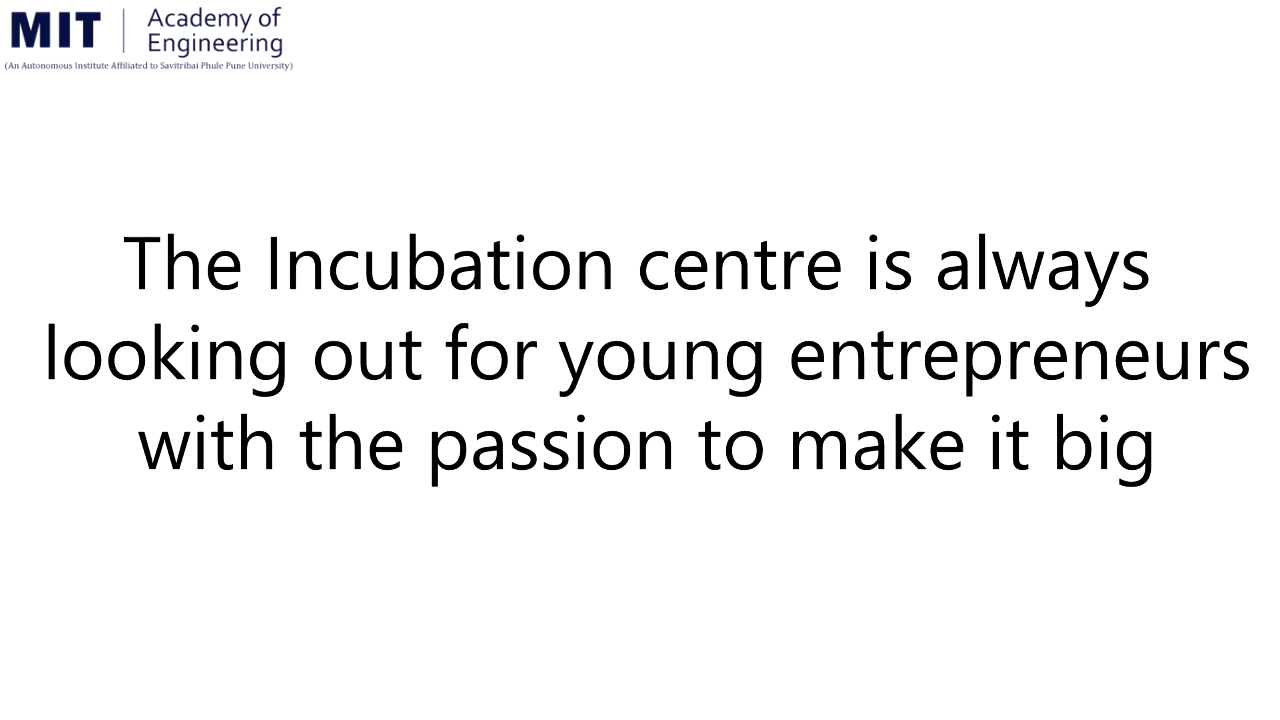 MIT
Academy of
Engineering
(An Autonomous Institute Affiliated to Savitribai Phule Pune University)
The Incubation centre is always
looking out for young entrepreneurs
with the passion to make it big